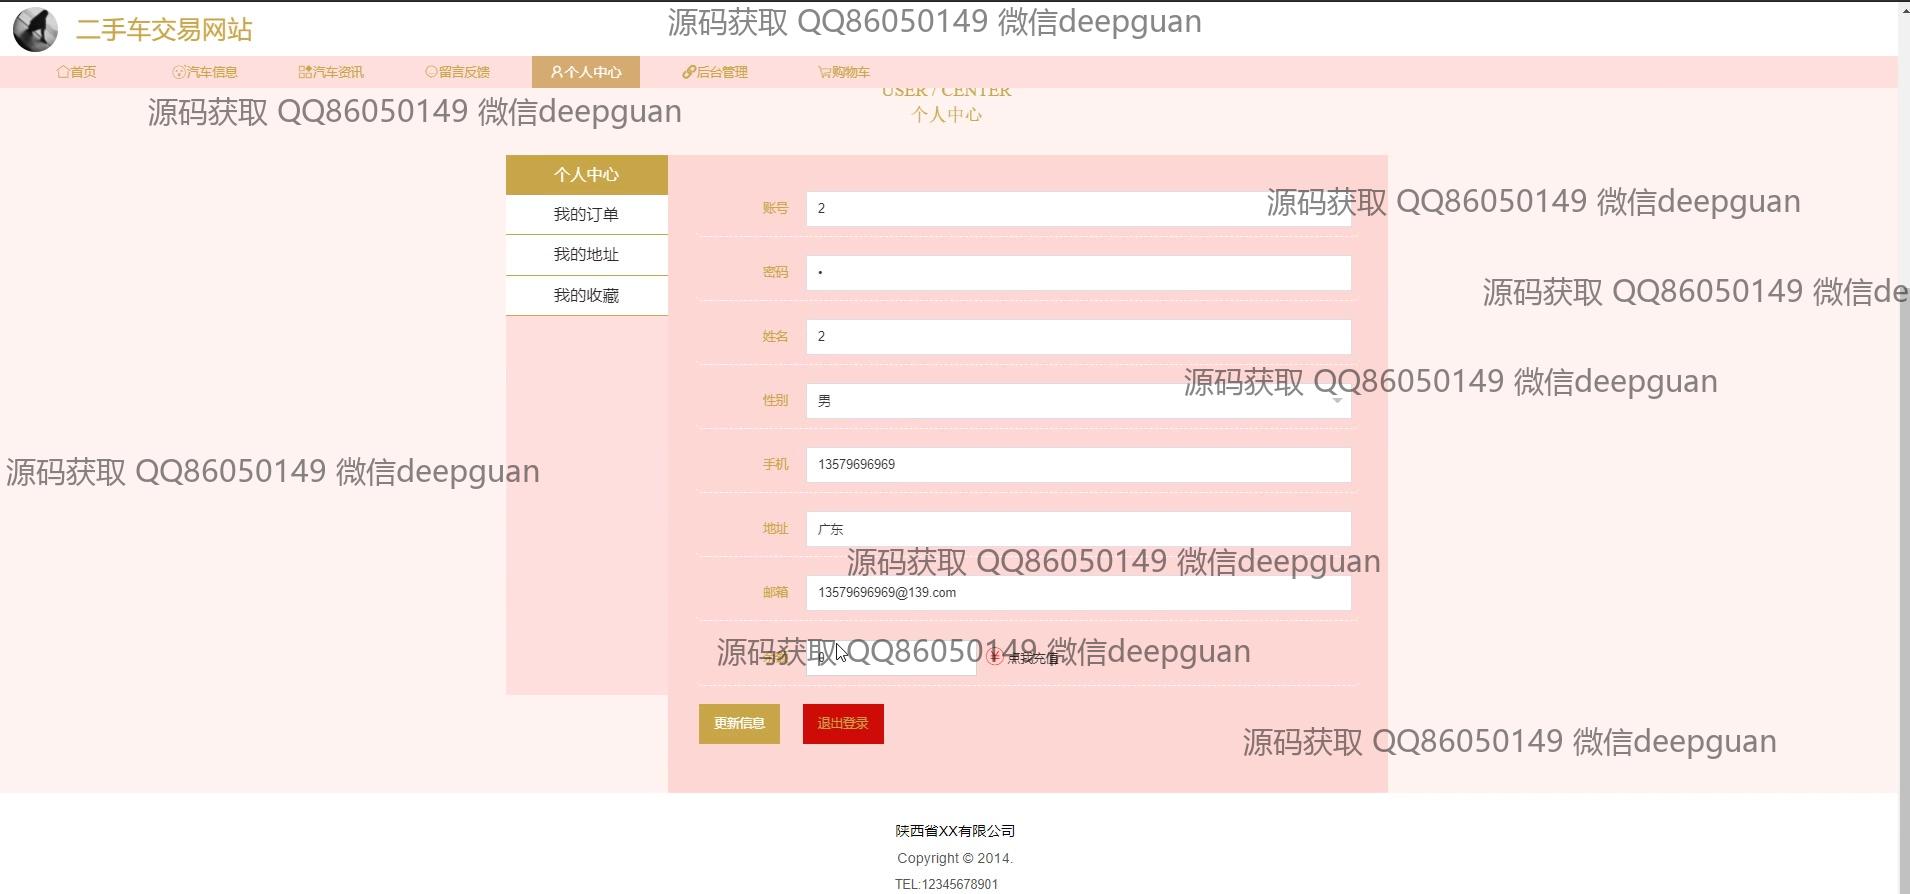 二手车交易网站
源码获取 QQ86050149 微信deepguan
首页 汽车信息 汽车资讯 留言反馈 个人中心 后台管理 购物车
USER / CENTER
源码获取 QQ86050149 微信deepguan
个人中心
个人中心
我的订单
我的地址
我的收藏
账号 2
源码获取 QQ86050149 微信deepguan
密码 •
源码获取 QQ86050149 微信de
姓名 2
性别 男
源码获取 QQ86050149 微信deepguan
手机 13579696969
源码获取 QQ86050149 微信deepguan
地址 广东
源码获取 QQ86050149 微信deepguan
邮箱 13579696969@139.com
源码获取 QQ86050149 微信deepguan
点我充值
更新信息 退出登录
源码获取 QQ86050149 微信deepguan
陕西省XX有限公司
Copyright © 2014.
TEL:12345678901